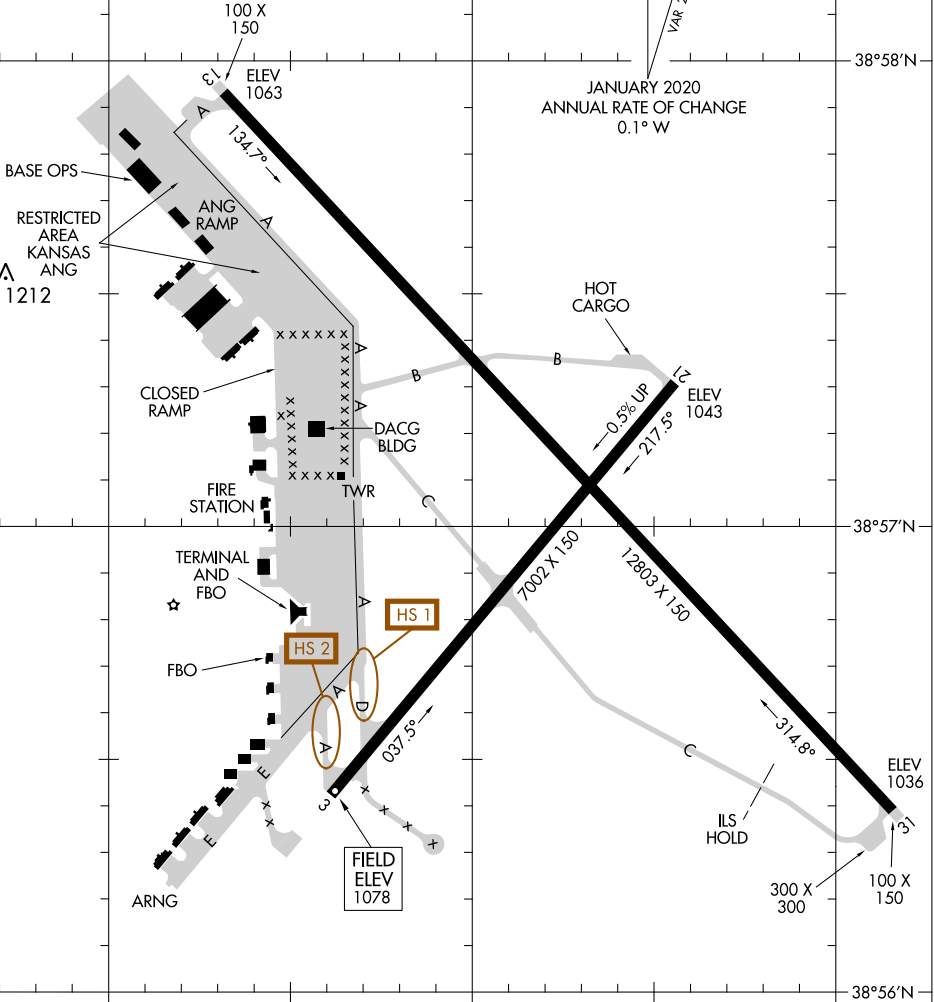 100 X
150
VAR
38°58'N
13
ELEV
1063
JANUARY 2020
ANNUAL RATE OF CHANGE
0.1° W
A
134.7°
BASE OPS
ANG
RAMP
A
RESTRICTED
AREA
KANSAS
ANG
1212
HOT
CARGO
X X X X X X
A
B
B
21
ELEV
1043
CLOSED
RAMP
A
0.5% UP
217.5°
DACG
BLDG
X X X X
TWR
C
FIRE
STATION
38°57'N
7002 X 150
12803 X 150
TERMINAL
AND
FBO
A
HS 1
HS 2
FBO
A
D
A
037.5°
314.8°
C
E
ELEV
1036
3
X
X
X
X
X
X
ILS
HOLD
31
E
FIELD
ELEV
1078
300 X
300
100 X
150
ARNG
38°56'N